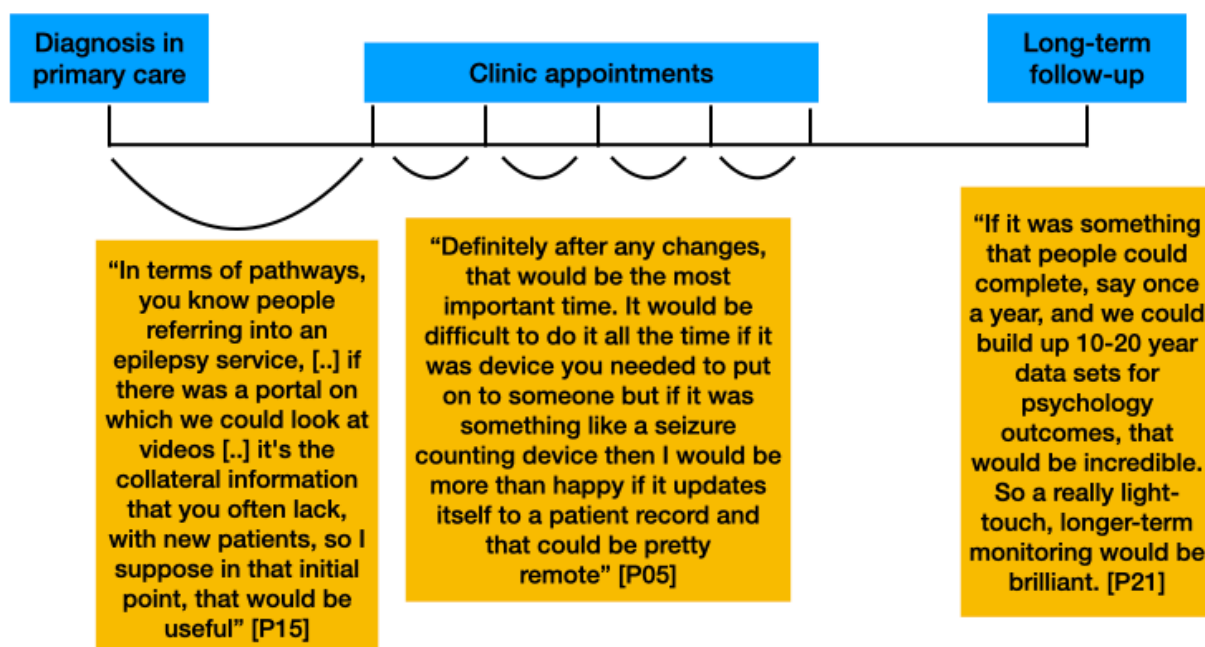 Diagnosis in
primary care
Clinic appointments
Long-term
follow-up
“In terms of pathways,
you know people
referring into an
epilepsy service, [..] if
there was a portal on
which we could look at
videos [..] it's the
collateral information
that you often lack,
with new patients, so I
suppose in that initial
point, that would be
useful” [P15]
“Definitely after any changes,
that would be the most
important time. It would be
difficult to do it all the time if it
was device you needed to put
on to someone but if it was
something like a seizure
counting device then I would be
more than happy if it updates
itself to a patient record and
that could be pretty
remote” [P05]
“If it was something
that people could
complete, say once
a year, and we could
build up 10-20 year
data sets for
psychology
outcomes, that
would be incredible.
So a really light-
touch, longer-term
monitoring would be
brilliant. [P21]